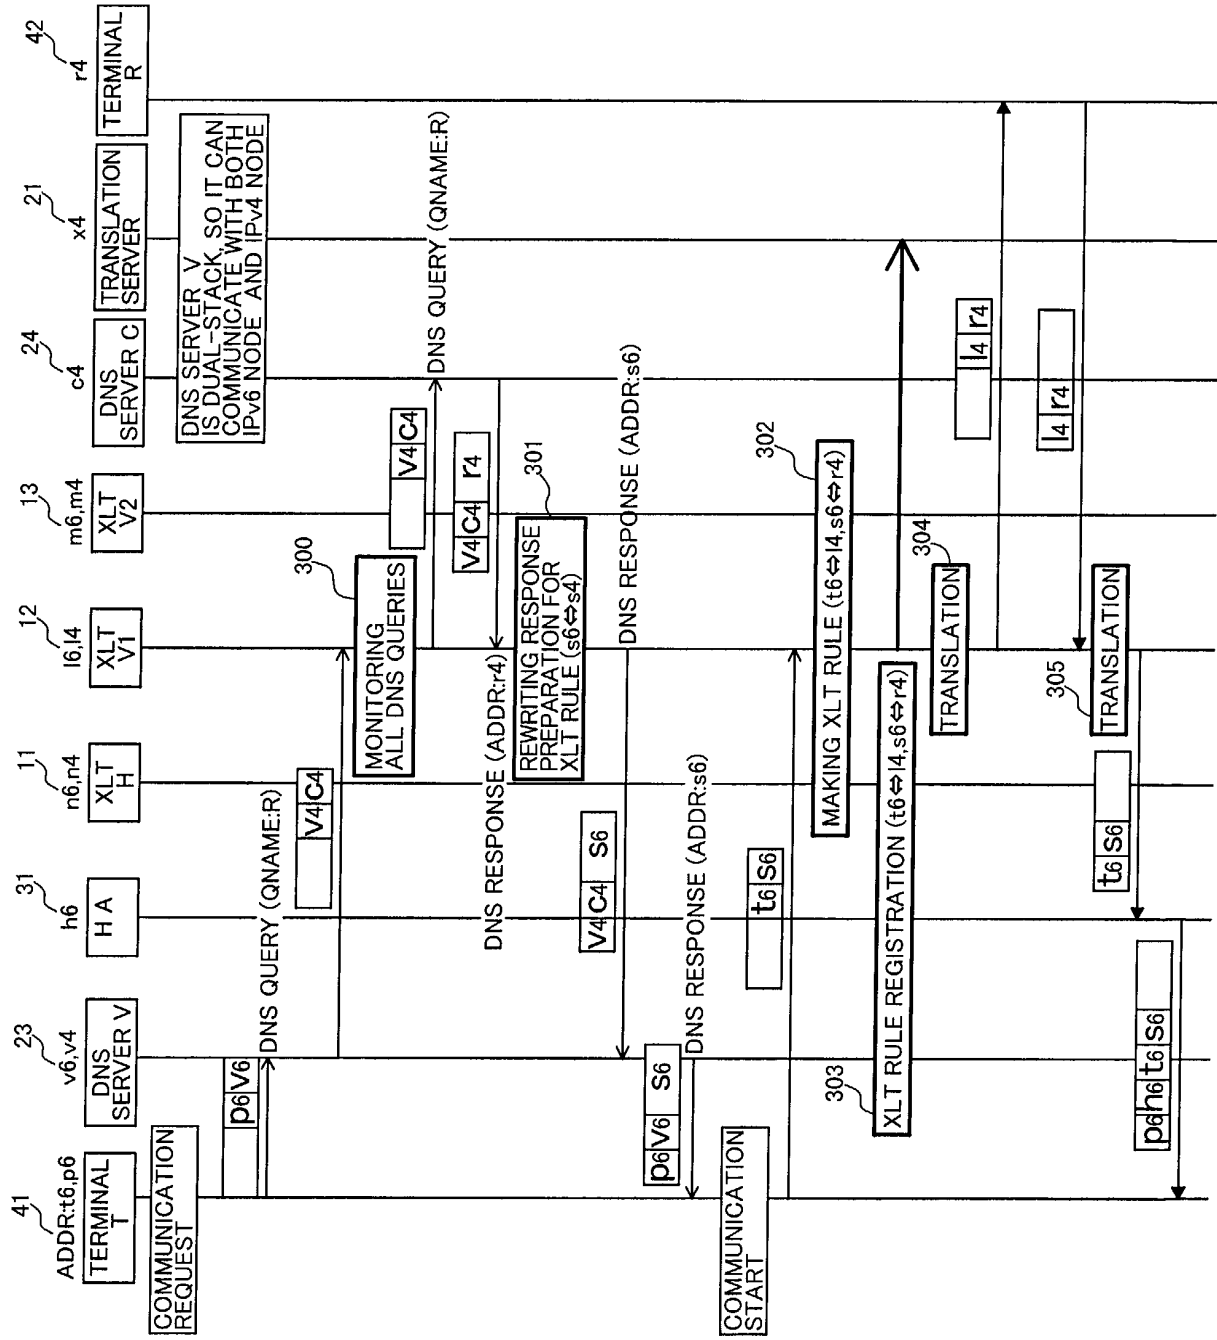 41
ADDR:t6,p6
TERMINAL
T
23
v6,v4
DNS
SERVER V
31
h6
H A
11
n6,n4
XLT
H
12
l6,l4
XLT
V1
13
m6,m4
XLT
V2
24
c4
DNS
SERVER C
21
x4
TRANSLATION
SERVER
42
r4
TERMINAL
R
COMMUNICATION
REQUEST
DNS SERVER V
IS DUAL-STACK, SO IT CAN
COMMUNICATE WITH BOTH
IPv6 NODE AND IPv4 NODE
p6 v6
DNS QUERY (QNAME:R)
v4 c4
300
MONITORING
ALL DNS QUERIES
v4 c4
DNS QUERY (QNAME:R)
v4 c4 r4
DNS RESPONSE (ADDR:r4)
301
REWRITING RESPONSE
PREPARATION FOR
XLT RULE (s6⇔s4)
v4 c4 s6
DNS RESPONSE (ADDR:s6)
p6 v6 s6
DNS RESPONSE (ADDR:s6)
COMMUNICATION
START
t6 s6
302
MAKING XLT RULE (t6⇔l4,s6⇔r4)
303
XLT RULE REGISTRATION (t6⇔l4,s6⇔r4)
304
TRANSLATION
l4 r4
l4 r4
305
TRANSLATION
t6 s6
p6 h6 t6 s6